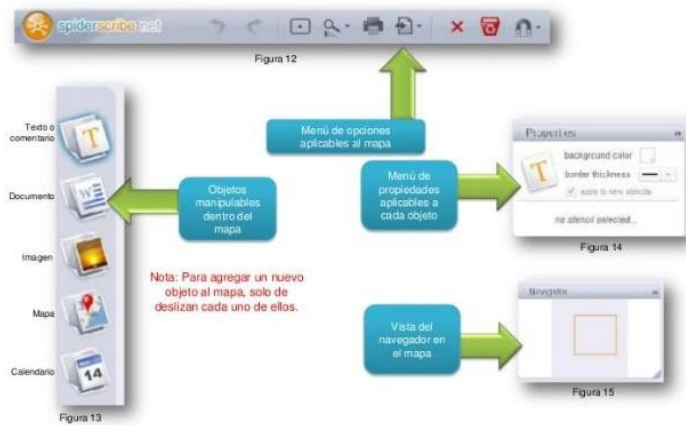 spiderscribe.net
Figura 12
Texto o
comentario
T
Documento
W
Imagen
Mapa
Calendario
14
Figura 13
Menú de opciones
aplicables al mapa
Objetos
manipulables
dentro del
mapa
Nota: Para agregar un nuevo
objeto al mapa, solo de
deslizan cada uno de ellos.
Menú de
propiedades
aplicables a
cada objeto
Properties
T
background color
border thickness
apply to new stencils
no stencil selected...
Figura 14
Vista del
navegador en
el mapa
Navigator
Figura 15